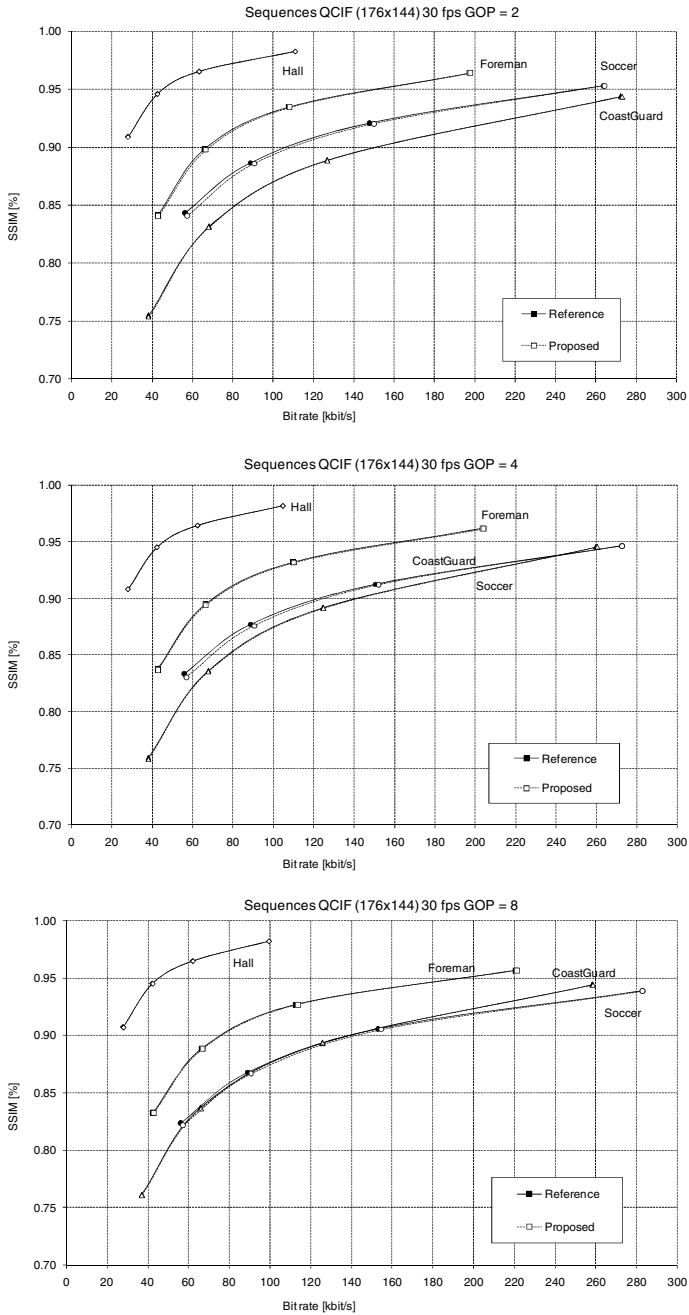 Sequences QCIF (176x144) 30 fps GOP = 2
1.00
0.95
0.90
0.85
0.80
0.75
0.70
SSIM [%]
Hall
Foreman
Soccer
CoastGuard
Reference
Proposed
0 20 40 60 80 100 120 140 160 180 200 220 240 260 280 300
Bit rate [kbit/s]
Sequences QCIF (176x144) 30 fps GOP = 4
1.00
0.95
0.90
0.85
0.80
0.75
0.70
SSIM [%]
Hall
Foreman
CoastGuard
Soccer
Reference
Proposed
0 20 40 60 80 100 120 140 160 180 200 220 240 260 280 300
Bit rate [kbit/s]
Sequences QCIF (176x144) 30 fps GOP = 8
1.00
0.95
0.90
0.85
0.80
0.75
0.70
SSIM [%]
Hall
Foreman
CoastGuard
Soccer
Reference
Proposed
0 20 40 60 80 100 120 140 160 180 200 220 240 260 280 300
Bit rate [kbit/s]